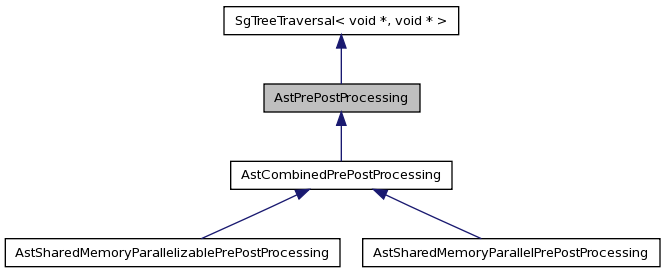 SgTreeTraversal< void *, void * >
AstPrePostProcessing
AstCombinedPrePostProcessing
AstSharedMemoryParallelizablePrePostProcessing
AstSharedMemoryParallelPrePostProcessing